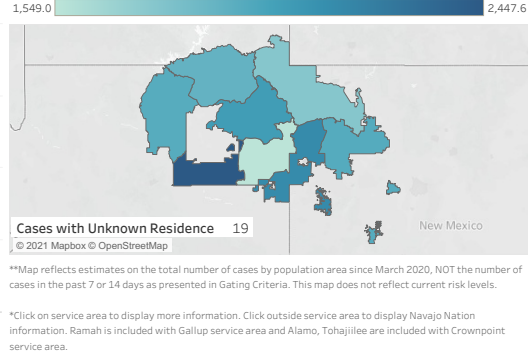 1,549.0 2,447.6
New Mexico
Cases with Unknown Residence 19
© 2021 Mapbox © OpenStreetMap
**Map reflects estimates on the total number of cases by population area since March 2020, NOT the number of
cases in the past 7 or 14 days as presented in Gating Criteria. This map does not reflect current risk levels.
*Click on service area to display more information. Click outside service area to display Navajo Nation
information. Ramah is included with Gallup service area and Alamo, Tohajiilee are included with Crownpoint
service area.